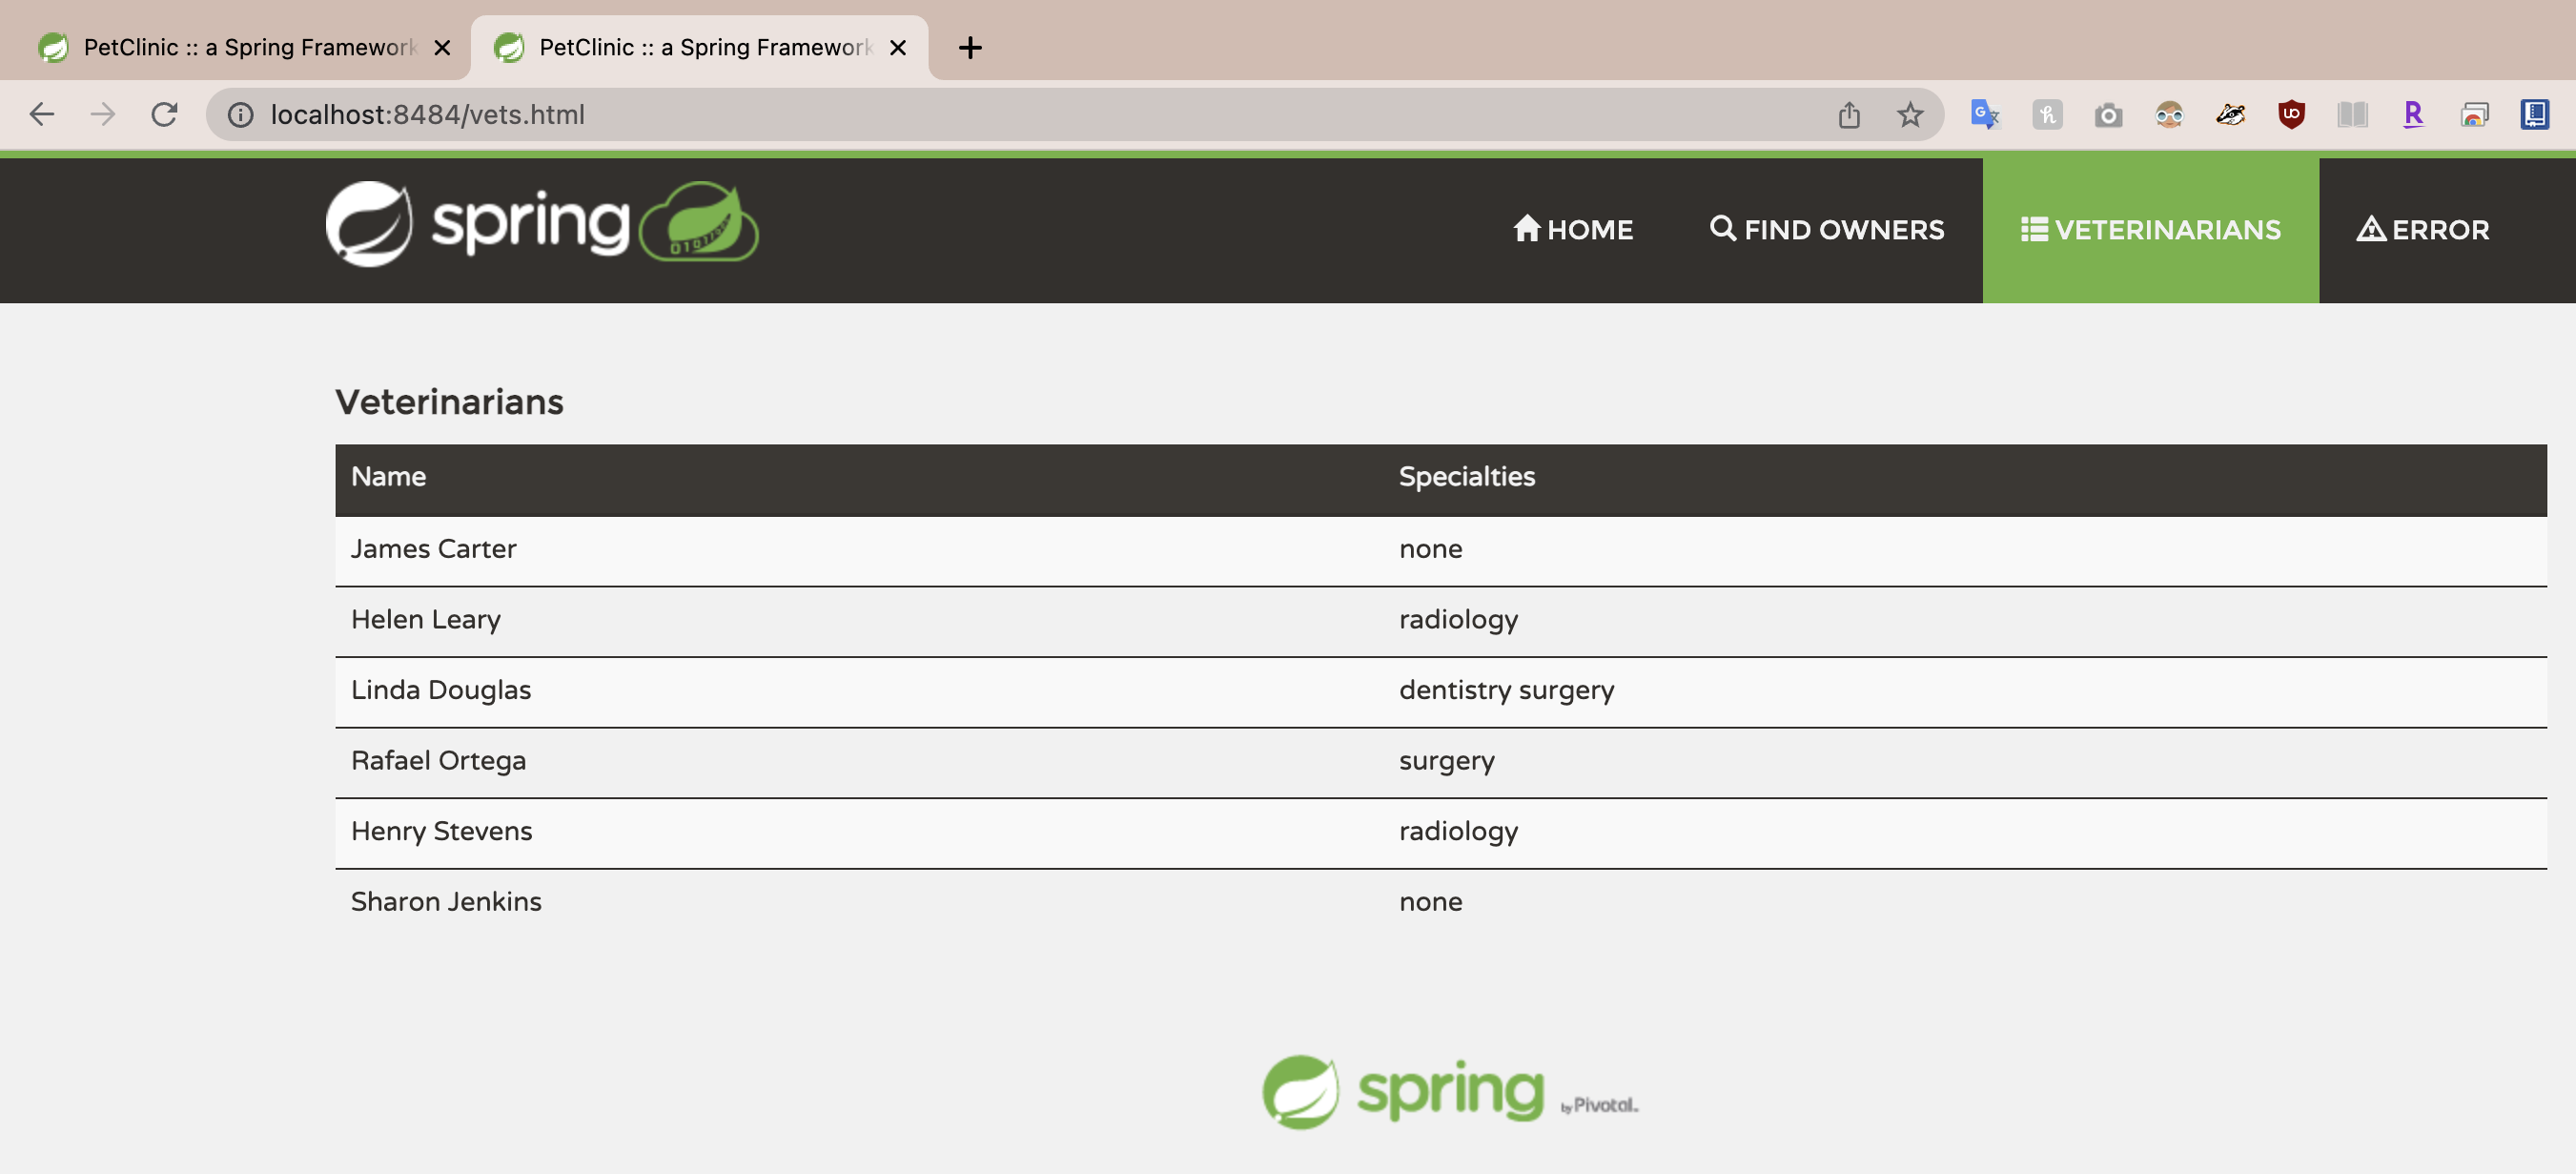 PetClinic :: a Spring Framework
PetClinic :: a Spring Framework
localhost:8484/vets.html
spring
HOME
FIND OWNERS
VETERINARIANS
ERROR
Veterinarians
Name Specialties
James Carter none
Helen Leary radiology
Linda Douglas dentistry surgery
Rafael Ortega surgery
Henry Stevens radiology
Sharon Jenkins none
spring by Pivotal